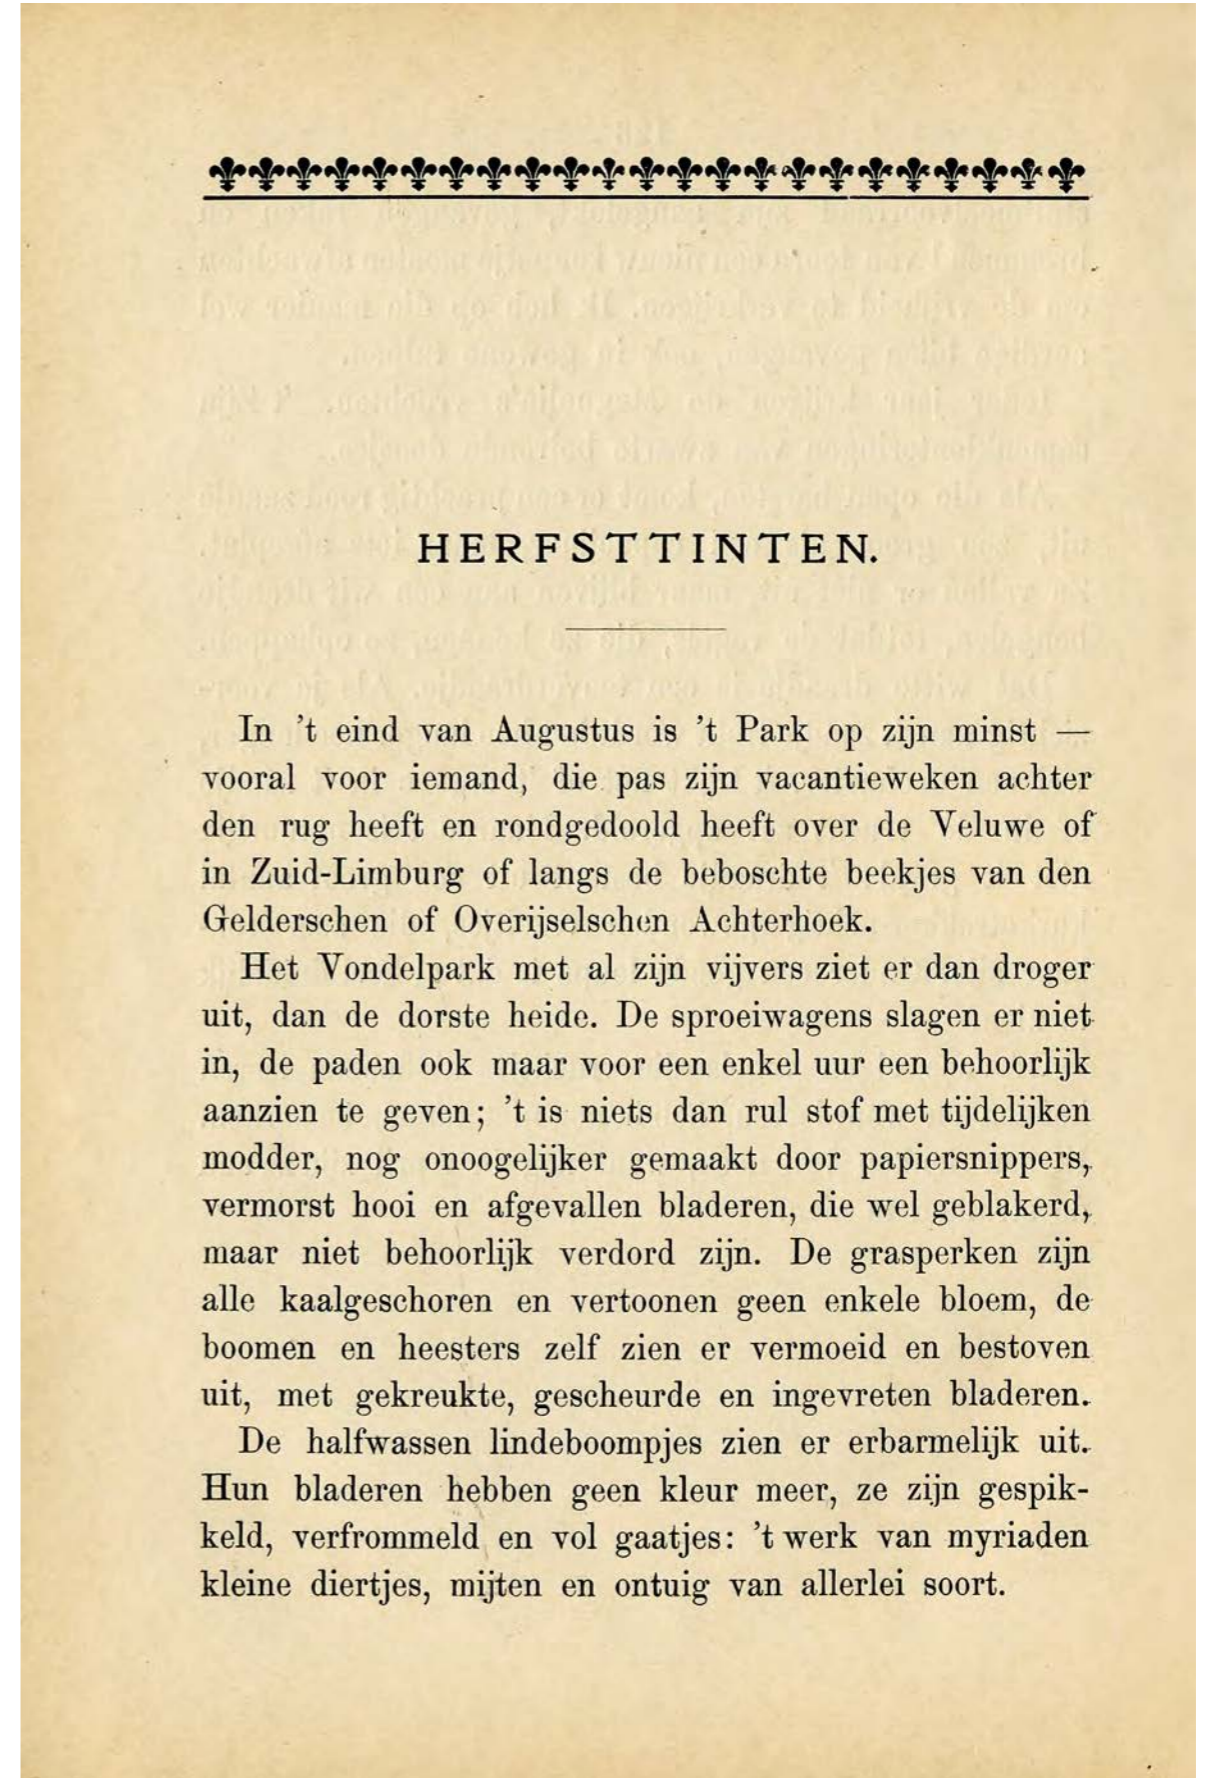 HERFSTTINTEN.
In 't eind van Augustus is 't Park op zijn minst —
vooral voor iemand, die pas zijn vacantieweken achter
den rug heeft en rondgedoold heeft over de Veluwe of
in Zuid-Limburg of langs de beboschte beekjes van den
Gelderschen of Overijselschen Achterhoek.
Het Vondelpark met al zijn vijvers ziet er dan droger
uit, dan de dorste heide. De sproeiwagens slagen er niet
in, de paden ook maar voor een enkel uur een behoorlijk
aanzien te geven; 't is niets dan rul stof met tijdelijken
modder, nog onoogelijker gemaakt door papiersnippers,
vermorst hooi en afgevallen bladeren, die wel geblakerd,
maar niet behoorlijk verdord zijn. De grasperken zijn
alle kaalgeschoren en vertoonen geen enkele bloem, de
boomen en heesters zelf zien er vermoeid en bestoven
uit, met gekreukte, gescheurde en ingevreten bladeren.
De halfwassen lindeboompjes zien er erbarmelijk uit.
Hun bladeren hebben geen kleur meer, ze zijn gespik-
keld, verfrommeld en vol gaatjes: 't werk van myriaden
kleine diertjes, mijten en ontuig van allerlei soort.